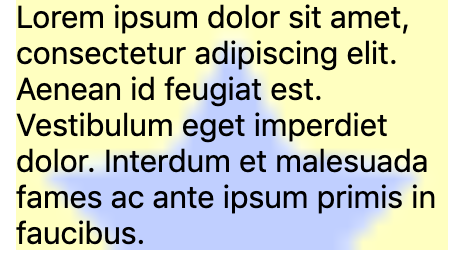 Lorem ipsum dolor sit amet,
consectetur adipiscing elit.
Aenean id feugiat est.
Vestibulum eget imperdiet
dolor. Interdum et malesuada
fames ac ante ipsum primis in
faucibus.